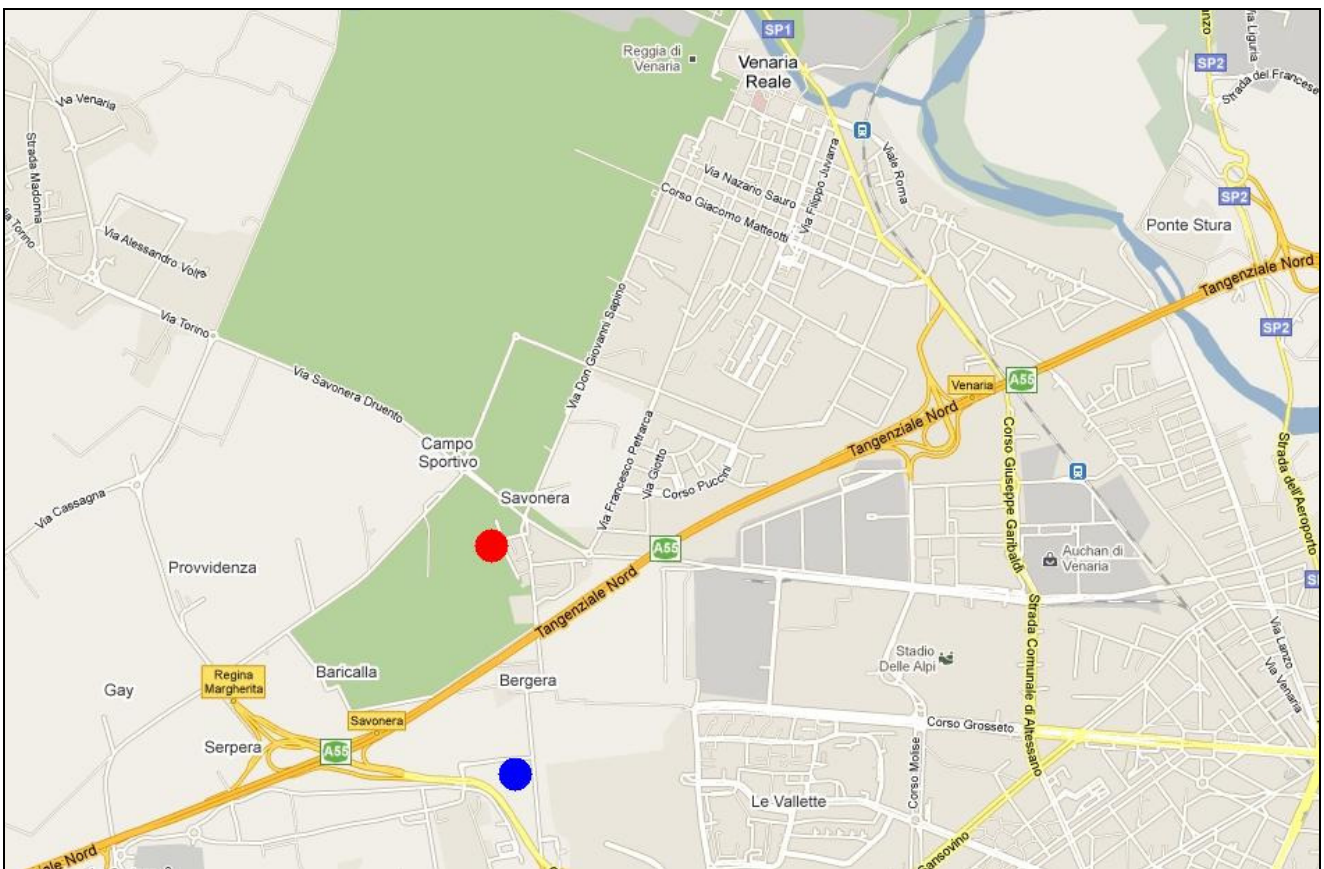 SP1
Reggia di
Venaria
Venaria
Reale
SP2
Via Liguria
Strada del Francese
Via Venaria
Strada Madonna
Viale Roma
Via Nazario Sauro
Via Filippo Juvarra
Corso Giacomo Matteotti
SP2
Ponte Stura
Via Torino
Via Alessandro Volta
Tangenziale Nord
Via Torino
SP2
Via Don Giovanni Sapino
Via Savonera Druento
Venaria
A55
Tangenziale Nord
Campo
Sportivo
Via Francesco Petrarca
Via Giotto
Corso Puccini
Corso Giuseppe Garibaldi
Strada dell'Aeroporto
Via Cassagna
Savonera
A55
Auchan di
Venaria
Provvidenza
Tangenziale Nord
Strada Comunale di Altessano
Via Lanzo
Via Venaria
Stadio
Delle Alpi
Baricalla
Regina
Margherita
Bergera
Gay
Savonera
Serpera
A55
Corso Grosseto
Corso Molise
Le Vallette